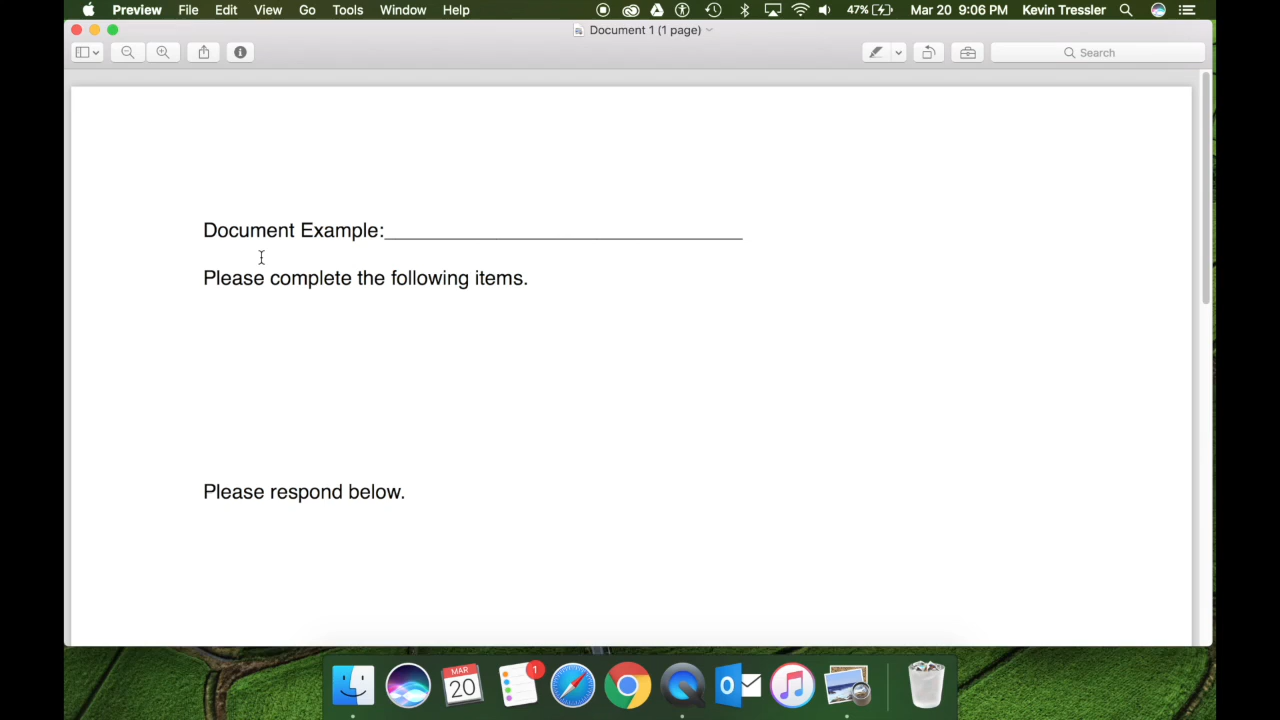 Preview File Edit View Go Tools Window Help 47% Mar 20 9:06 PM Kevin Tressler
Document 1 (1 page)
Search
Document Example:________________________________
Please complete the following items.
Please respond below.
MAR
20
1
O